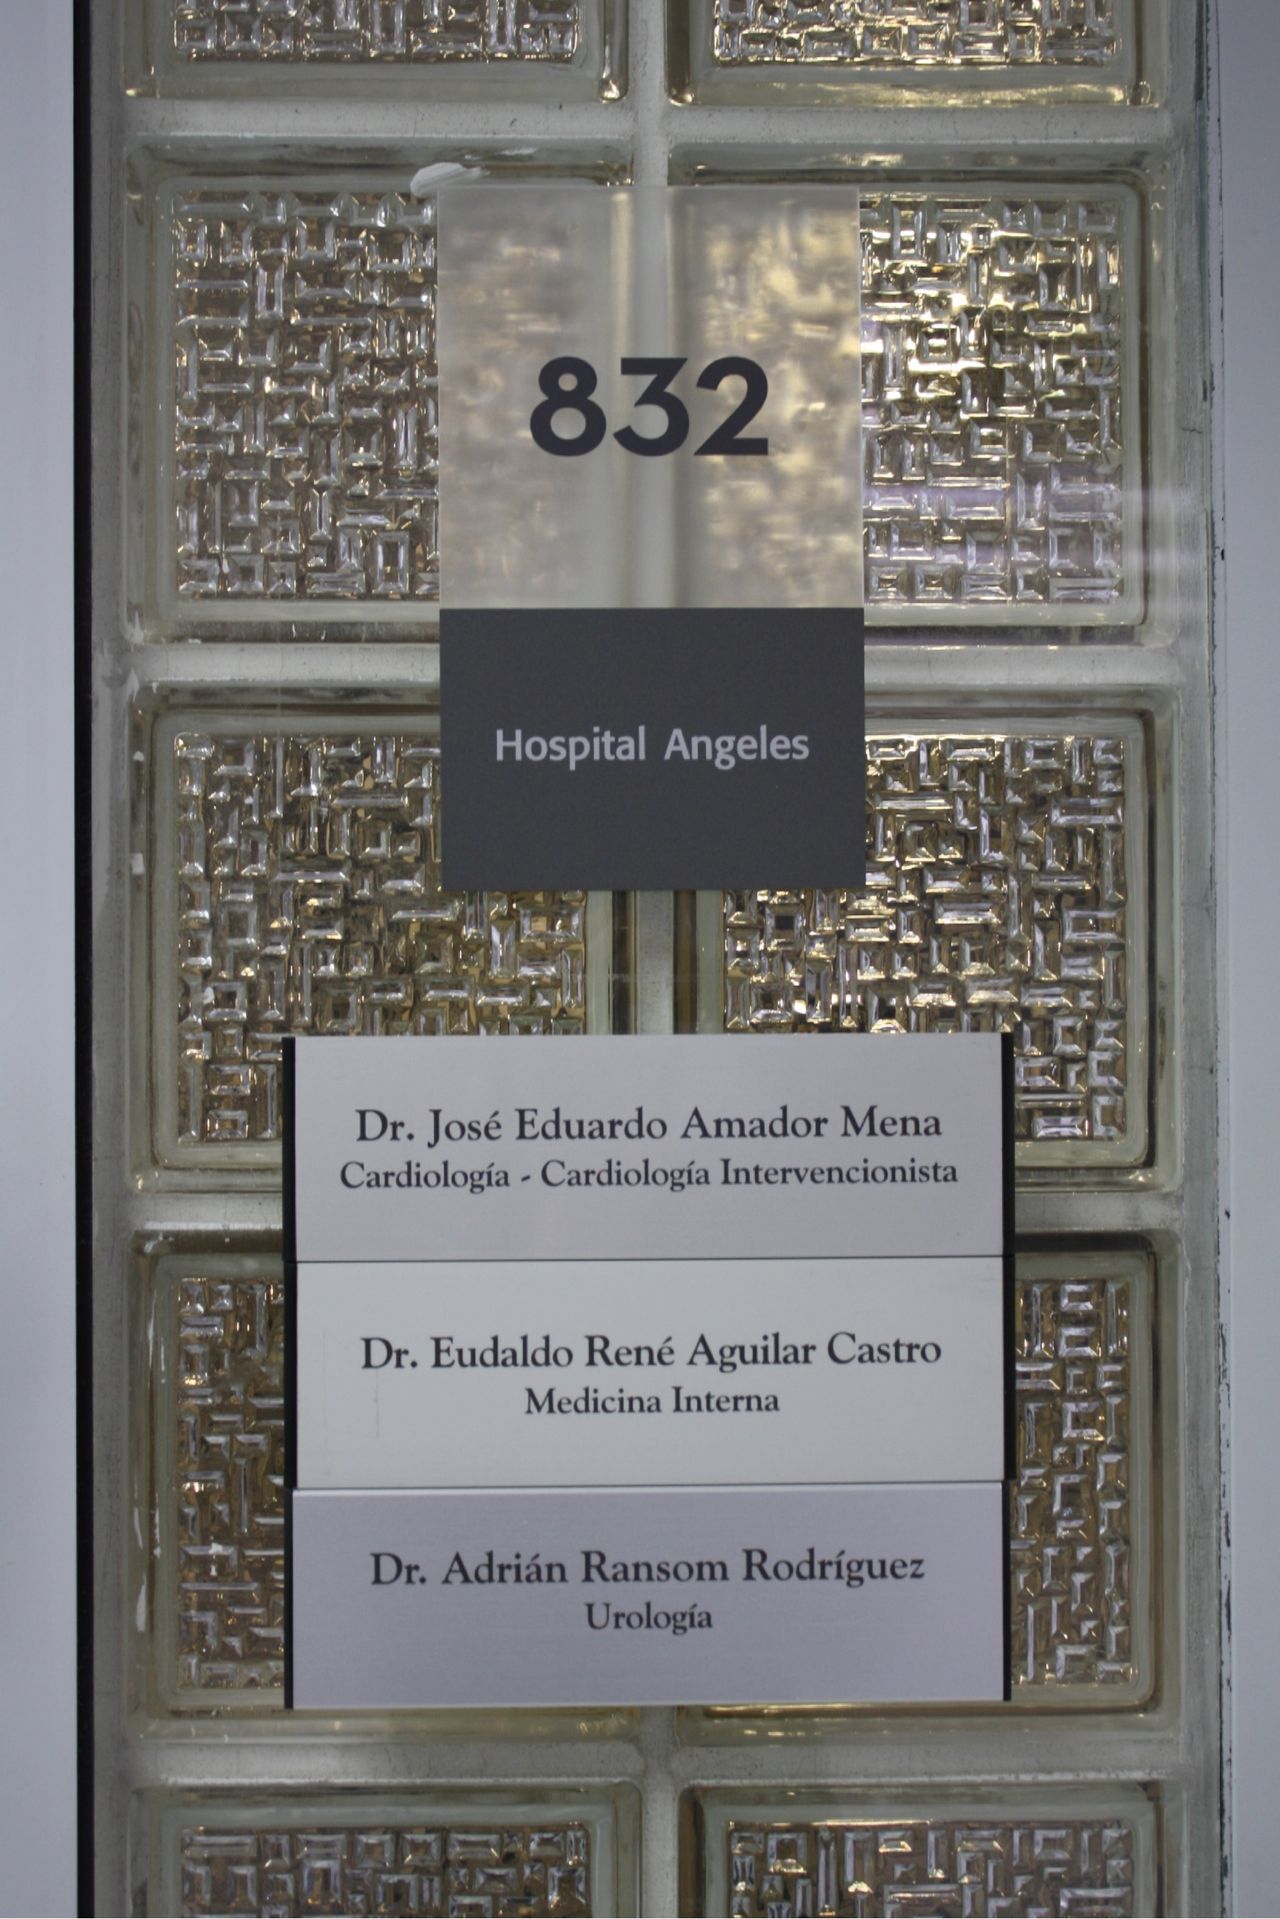 832
Hospital Angeles
Dr. José Eduardo Amador Mena
Cardiología - Cardiología Intervencionista
Dr. Eudaldo René Aguilar Castro
Medicina Interna
Dr. Adrián Ransom Rodríguez
Urología